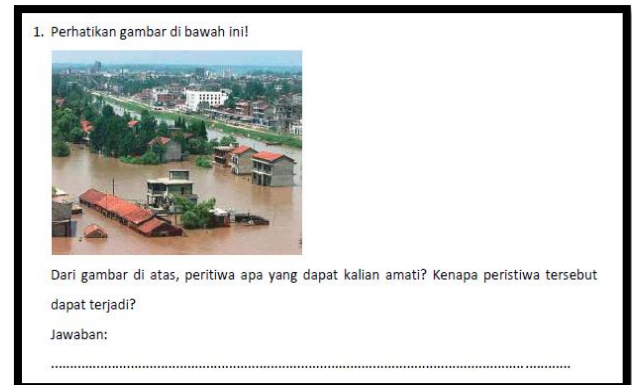 1. Perhatikan gambar di bawah ini!
Dari gambar di atas, peritiwa apa yang dapat kalian amati? Kenapa peristiwa tersebut
dapat terjadi?
Jawaban:
........................................................................................................................................